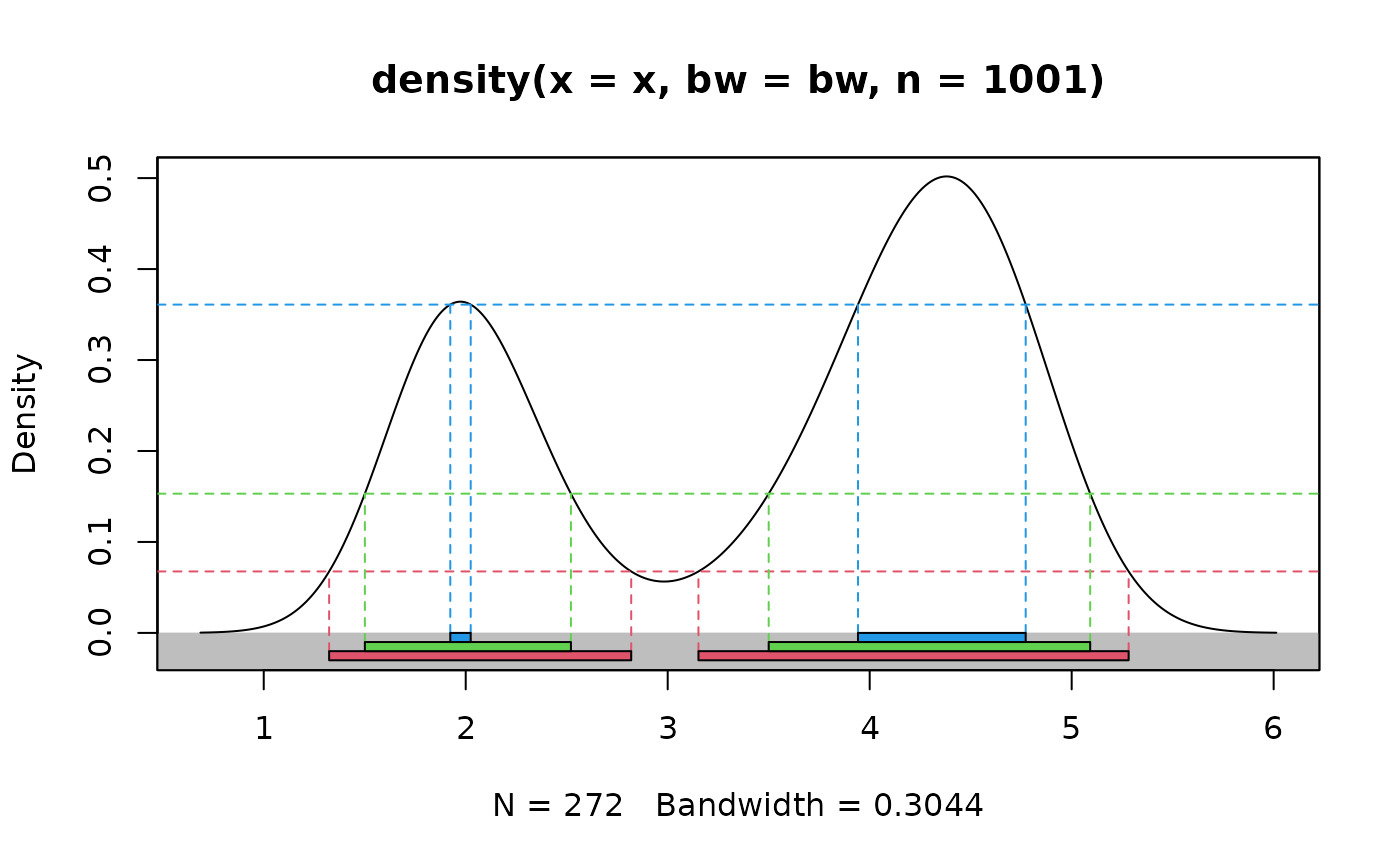 density(x = x, bw = bw, n = 1001)
Density
0.5
0.4
0.3
0.2
0.1
0.0
1 2 3 4 5 6
N = 272   Bandwidth = 0.3044